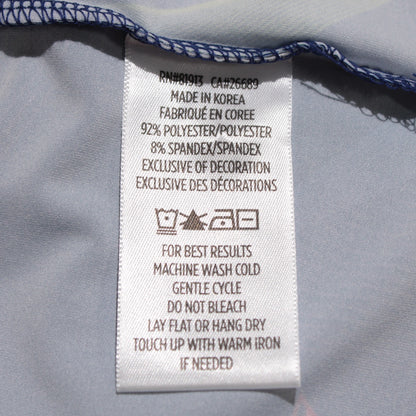 RN#81913 CA#26689
MADE IN KOREA
FABRIQUÉ EN CORÉE
92% POLYESTER/POLYESTER
8% SPANDEX/SPANDEX
EXCLUSIVE OF DECORATION
EXCLUSIVE DES DÉCORATIONS
FOR BEST RESULTS
MACHINE WASH COLD
GENTLE CYCLE
DO NOT BLEACH
LAY FLAT OR HANG DRY
TOUCH UP WITH WARM IRON
IF NEEDED